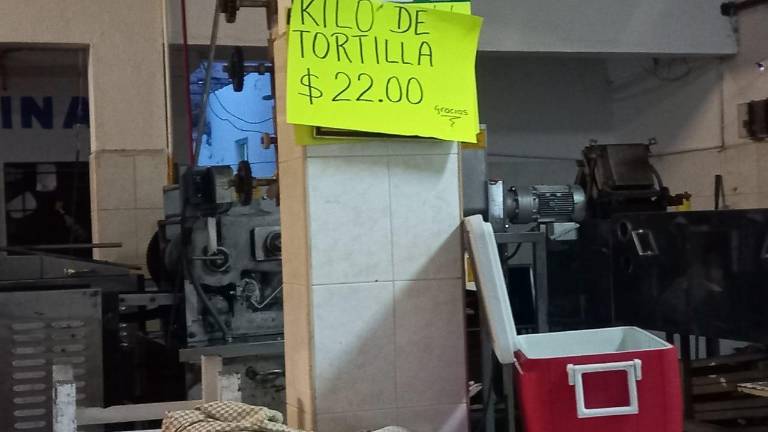 KILO DE
TORTILLA
$ 22.00
Gracias
INA